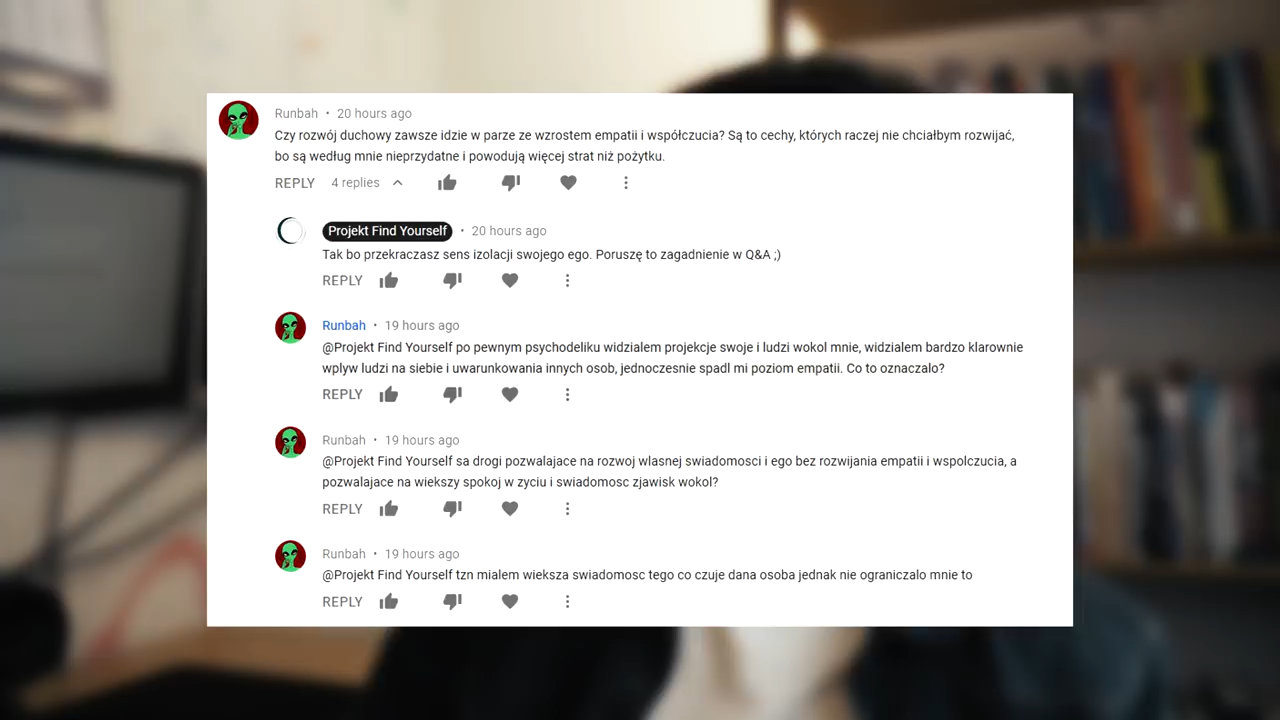 Runbah • 20 hours ago
Czy rozwój duchowy zawsze idzie w parze ze wzrostem empatii i współczucia? Są to cechy, których raczej nie chciałbym rozwijać,
bo są według mnie nieprzydatne i powodują więcej strat niż pożytku.
REPLY 4 replies
Projekt Find Yourself • 20 hours ago
Tak bo przekraczasz sens izolacji swojego ego. Poruszę to zagadnienie w Q&A ;)
REPLY
Runbah • 19 hours ago
@Projekt Find Yourself po pewnym psychodeliku widzialem projekcje swoje i ludzi wokol mnie, widzialem bardzo klarownie
wplyw ludzi na siebie i uwarunkowania innych osob, jednoczesnie spadl mi poziom empatii. Co to oznaczalo?
REPLY
Runbah • 19 hours ago
@Projekt Find Yourself sa drogi pozwalajace na rozwoj wlasnej swiadomosci i ego bez rozwijania empatii i wspolczucia, a
pozwalajace na wiekszy spokoj w zyciu i swiadomosc zjawisk wokol?
REPLY
Runbah • 19 hours ago
@Projekt Find Yourself tzn mialem wieksza swiadomosc tego co czuje dana osoba jednak nie ograniczalo mnie to
REPLY